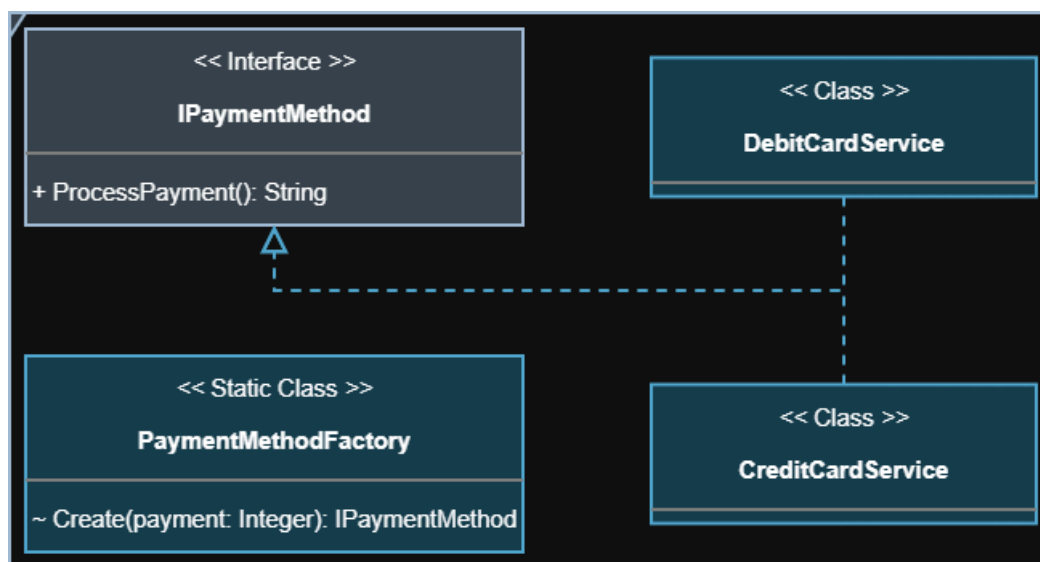 << Interface >>
IPaymentMethod
+ ProcessPayment(): String
<< Class >>
DebitCardService
<< Static Class >>
PaymentMethodFactory
~ Create(payment: Integer): IPaymentMethod
<< Class >>
CreditCardService